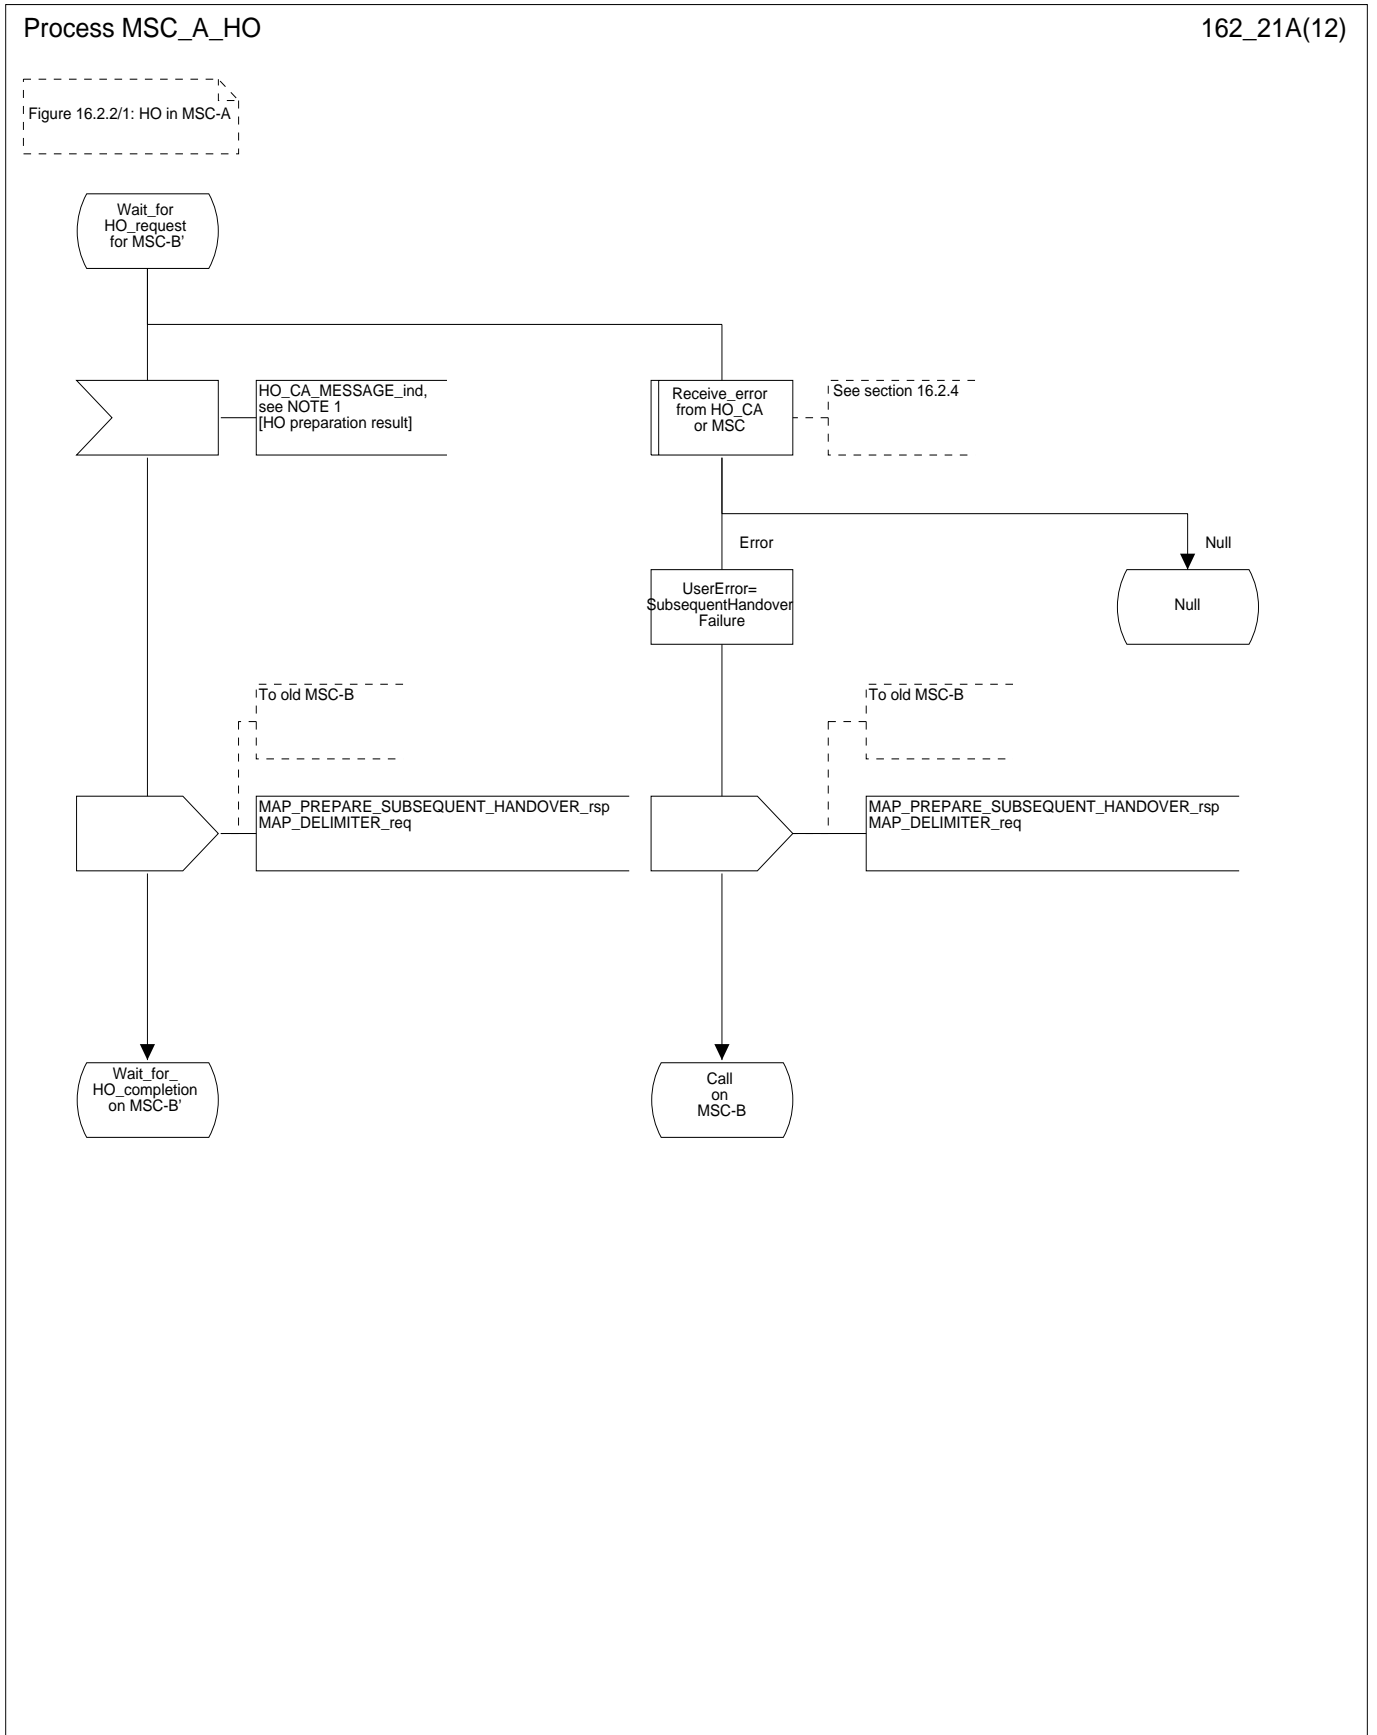 Process MSC_A_HO
162_21A(12)
Figure 16.2.2/1: HO in MSC-A
Wait_for
HO_request
for MSC-B'
HO_CA_MESSAGE_ind,
see NOTE 1
[HO preparation result]
Receive_error
from HO_CA
or MSC
See section 16.2.4
Error
Null
UserError=
SubsequentHandover
Failure
Null
To old MSC-B
To old MSC-B
MAP_PREPARE_SUBSEQUENT_HANDOVER_rsp
MAP_DELIMITER_req
MAP_PREPARE_SUBSEQUENT_HANDOVER_rsp
MAP_DELIMITER_req
Wait_for_
HO_completion
on MSC-B'
Call
on
MSC-B